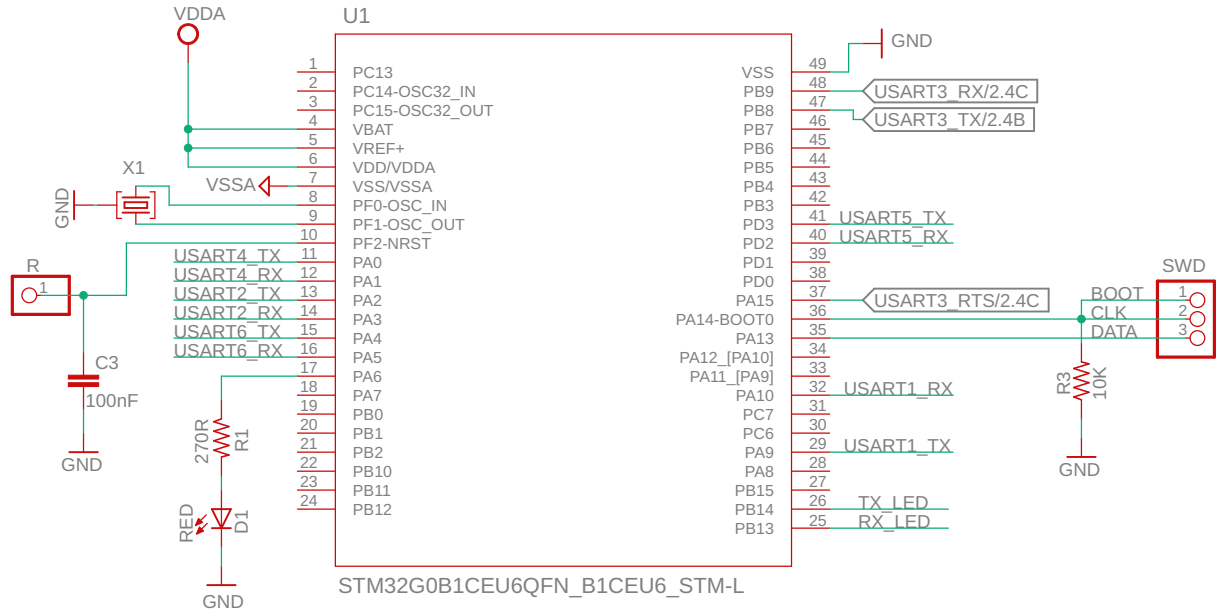 VDDA
U1
1 PC13
2 PC14-OSC32_IN
3 PC15-OSC32_OUT
4 VBAT
5 VREF+
6 VDD/VDDA
7 VSS/VSSA
8 PF0-OSC_IN
9 PF1-OSC_OUT
10 PF2-NRST
11 PA0
12 PA1
13 PA2
14 PA3
15 PA4
16 PA5
17 PA6
18 PA7
19 PB0
20 PB1
21 PB2
22 PB10
23 PB11
24 PB12
VSS 49
PB9 48
PB8 47
PB7 46
PB6 45
PB5 44
PB4 43
PB3 42
PD3 41
PD2 40
PD1 39
PD0 38
PA15 37
PA14-BOOT0 36
PA13 35
PA12_[PA10] 34
PA11_[PA9] 33
PA10 32
PC7 31
PC6 30
PA9 29
PA8 28
PB15 27
PB14 26
PB13 25
STM32G0B1CEU6QFN_B1CEU6_STM-L
X1
GND
VSSA
R
1
C3
100nF
GND
USART4_TX
USART4_RX
USART2_TX
USART2_RX
USART6_TX
USART6_RX
270R
R1
RED
D1
GND
GND
USART3_RX/2.4C
USART3_TX/2.4B
USART5_TX
USART5_RX
USART3_RTS/2.4C
SWD
BOOT 1
CLK 2
DATA 3
R3
10K
GND
USART1_RX
USART1_TX
TX_LED
RX_LED